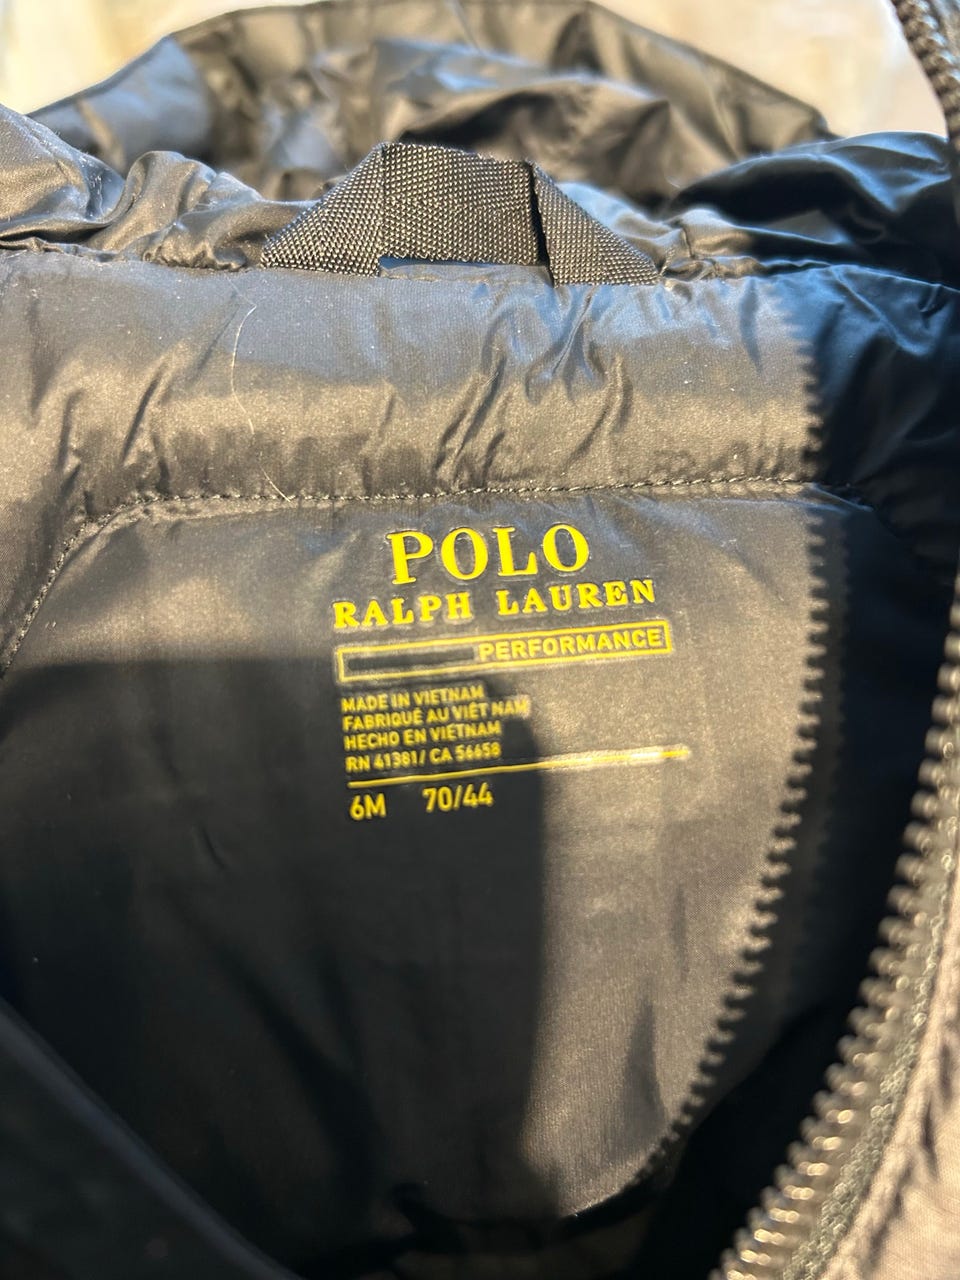 POLO
RALPH LAUREN
PERFORMANCE
MADE IN VIETNAM
FABRIQUÉ AU VIÊT NAM
HECHO EN VIETNAM
RN 41381/ CA 56658
6M 70/44